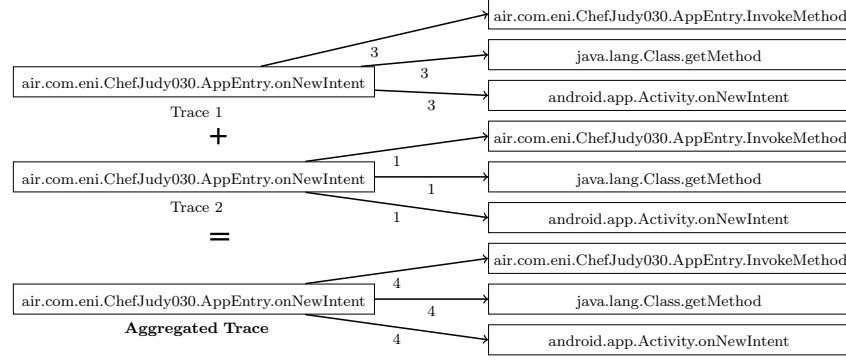 air.com.eni.ChefJudy030.AppEntry.InvokeMethod
3
java.lang.Class.getMethod
air.com.eni.ChefJudy030.AppEntry.onNewIntent
3
android.app.Activity.onNewIntent
3
Trace 1
+
air.com.eni.ChefJudy030.AppEntry.InvokeMethod
1
air.com.eni.ChefJudy030.AppEntry.onNewIntent
java.lang.Class.getMethod
1
Trace 2
1
android.app.Activity.onNewIntent
=
air.com.eni.ChefJudy030.AppEntry.InvokeMethod
4
air.com.eni.ChefJudy030.AppEntry.onNewIntent
java.lang.Class.getMethod
4
Aggregated Trace
4
android.app.Activity.onNewIntent